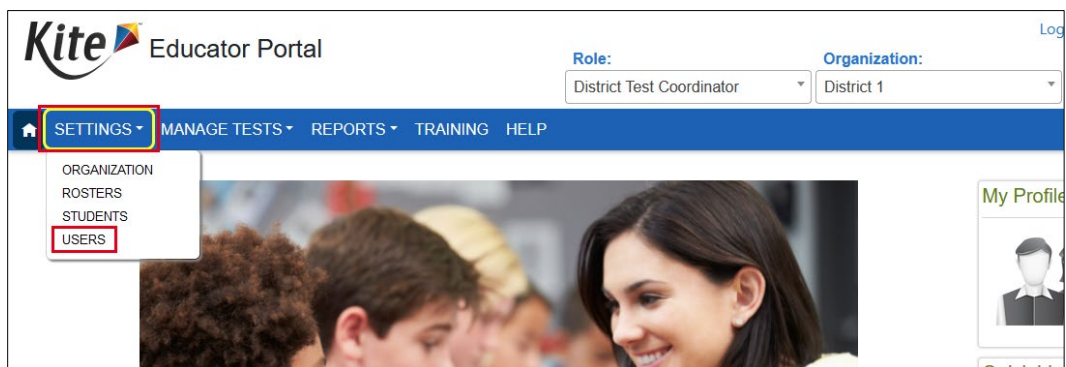 Log
Kite Educator Portal
Role: Organization:
District Test Coordinator District 1
SETTINGS MANAGE TESTS REPORTS TRAINING HELP
ORGANIZATION
ROSTERS
STUDENTS
USERS
My Profile